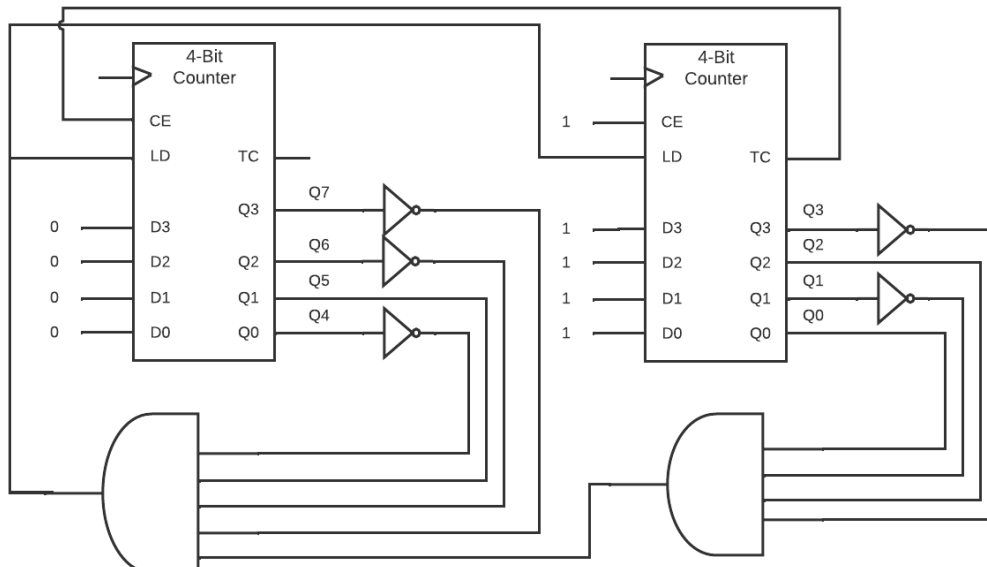 4-Bit
Counter
CE
LD
TC
Q3
Q7
0
D3
Q6
0
D2
Q2
Q5
0
D1
Q1
Q4
0
D0
Q0
4-Bit
Counter
1
CE
LD
TC
Q3
1
D3
Q3
Q2
1
D2
Q2
Q1
1
D1
Q1
Q0
1
D0
Q0